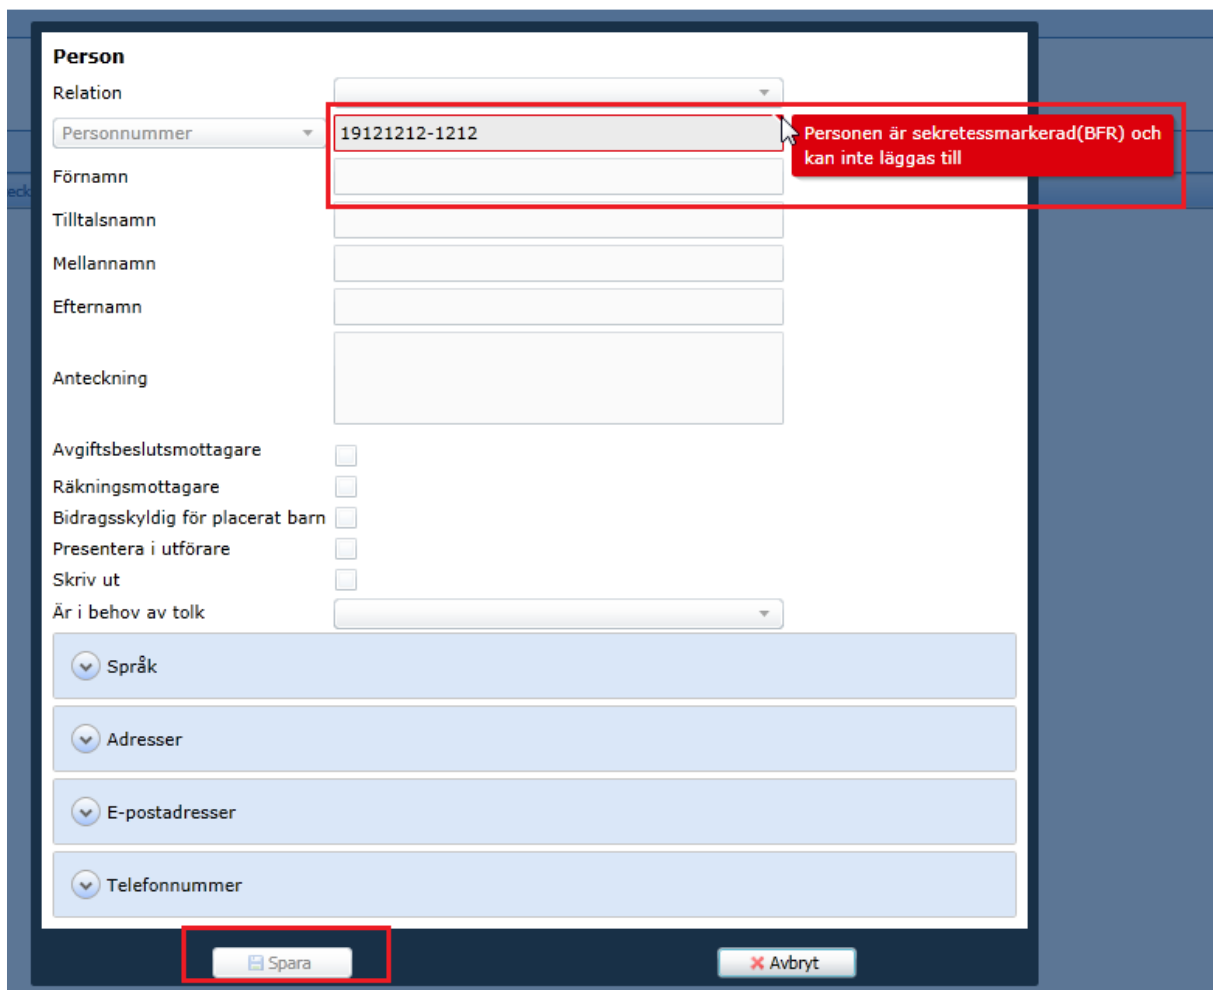 Person
Relation
Personnummer
19121212-1212
Personen är sekretessmarkerad(BFR) och
kan inte läggas till
Förnamn
Tilltalsnamn
Mellannamn
Efternamn
Anteckning
Avgiftsbeslutsmottagare
Räkningsmottagare
Bidragsskyldig för placerat barn
Presentera i utförare
Skriv ut
Är i behov av tolk
Språk
Adresser
E-postadresser
Telefonnummer
Spara
Avbryt